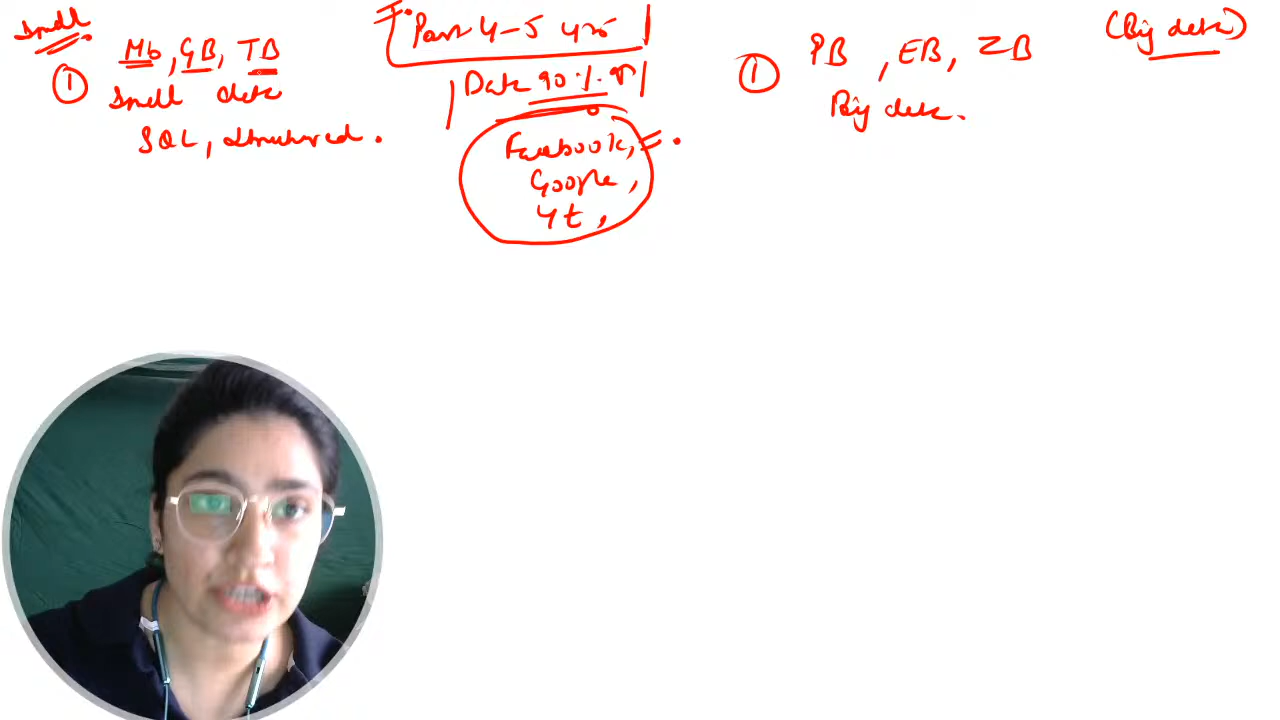 Small
Mb, GB, TB
① Small data
SQL, structured.
Past 4-5 yrs
Data 90%
Facebook,
Google,
Yt,
(Big data)
① PB, EB, ZB
Big data.